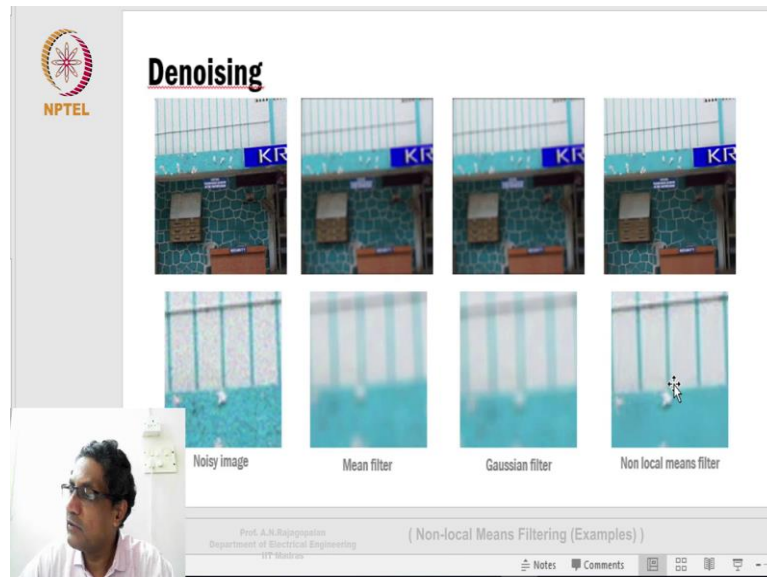 NPTEL
Denoising
KR
KR
KR
KR
Noisy image
Mean filter
Gaussian filter
Non local means filter
Prof. A.N.Rajagopalan
Department of Electrical Engineering
IIT Madras
( Non-local Means Filtering (Examples) )
Notes
Comments